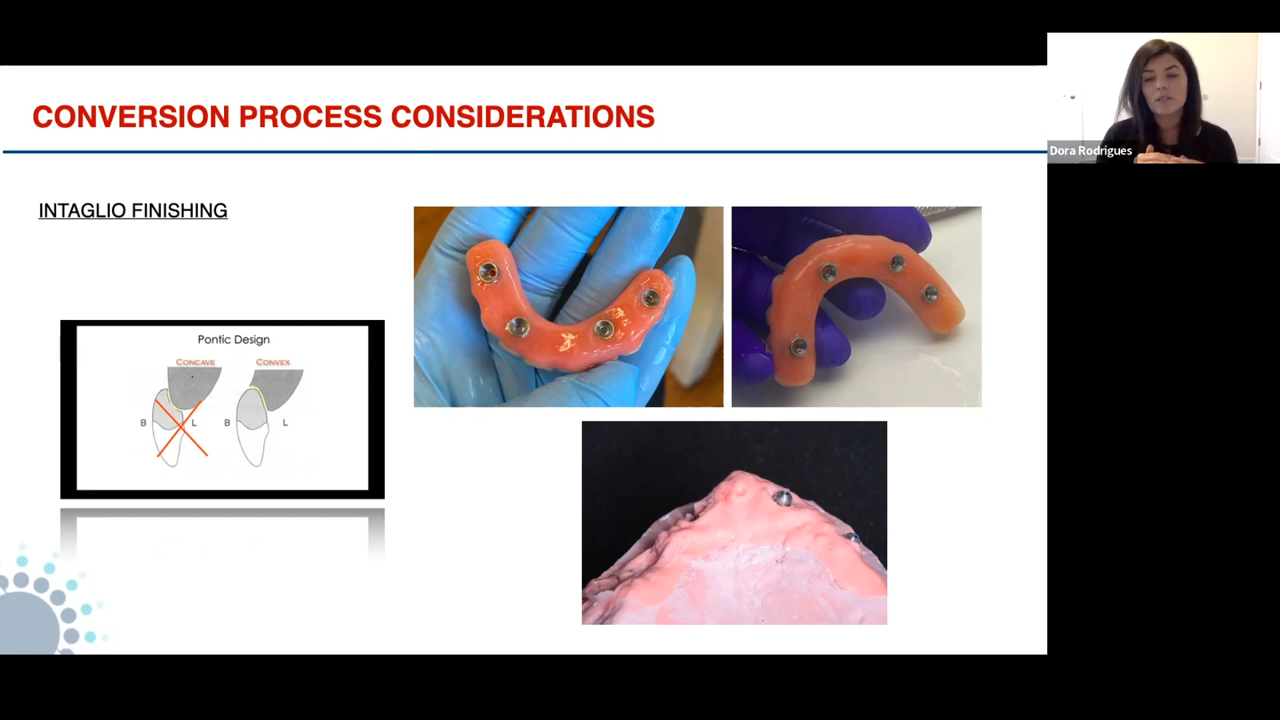 CONVERSION PROCESS CONSIDERATIONS
Dora Rodrigues
INTAGLIO FINISHING
Pontic Design
CONCAVE CONVEX
B L B L